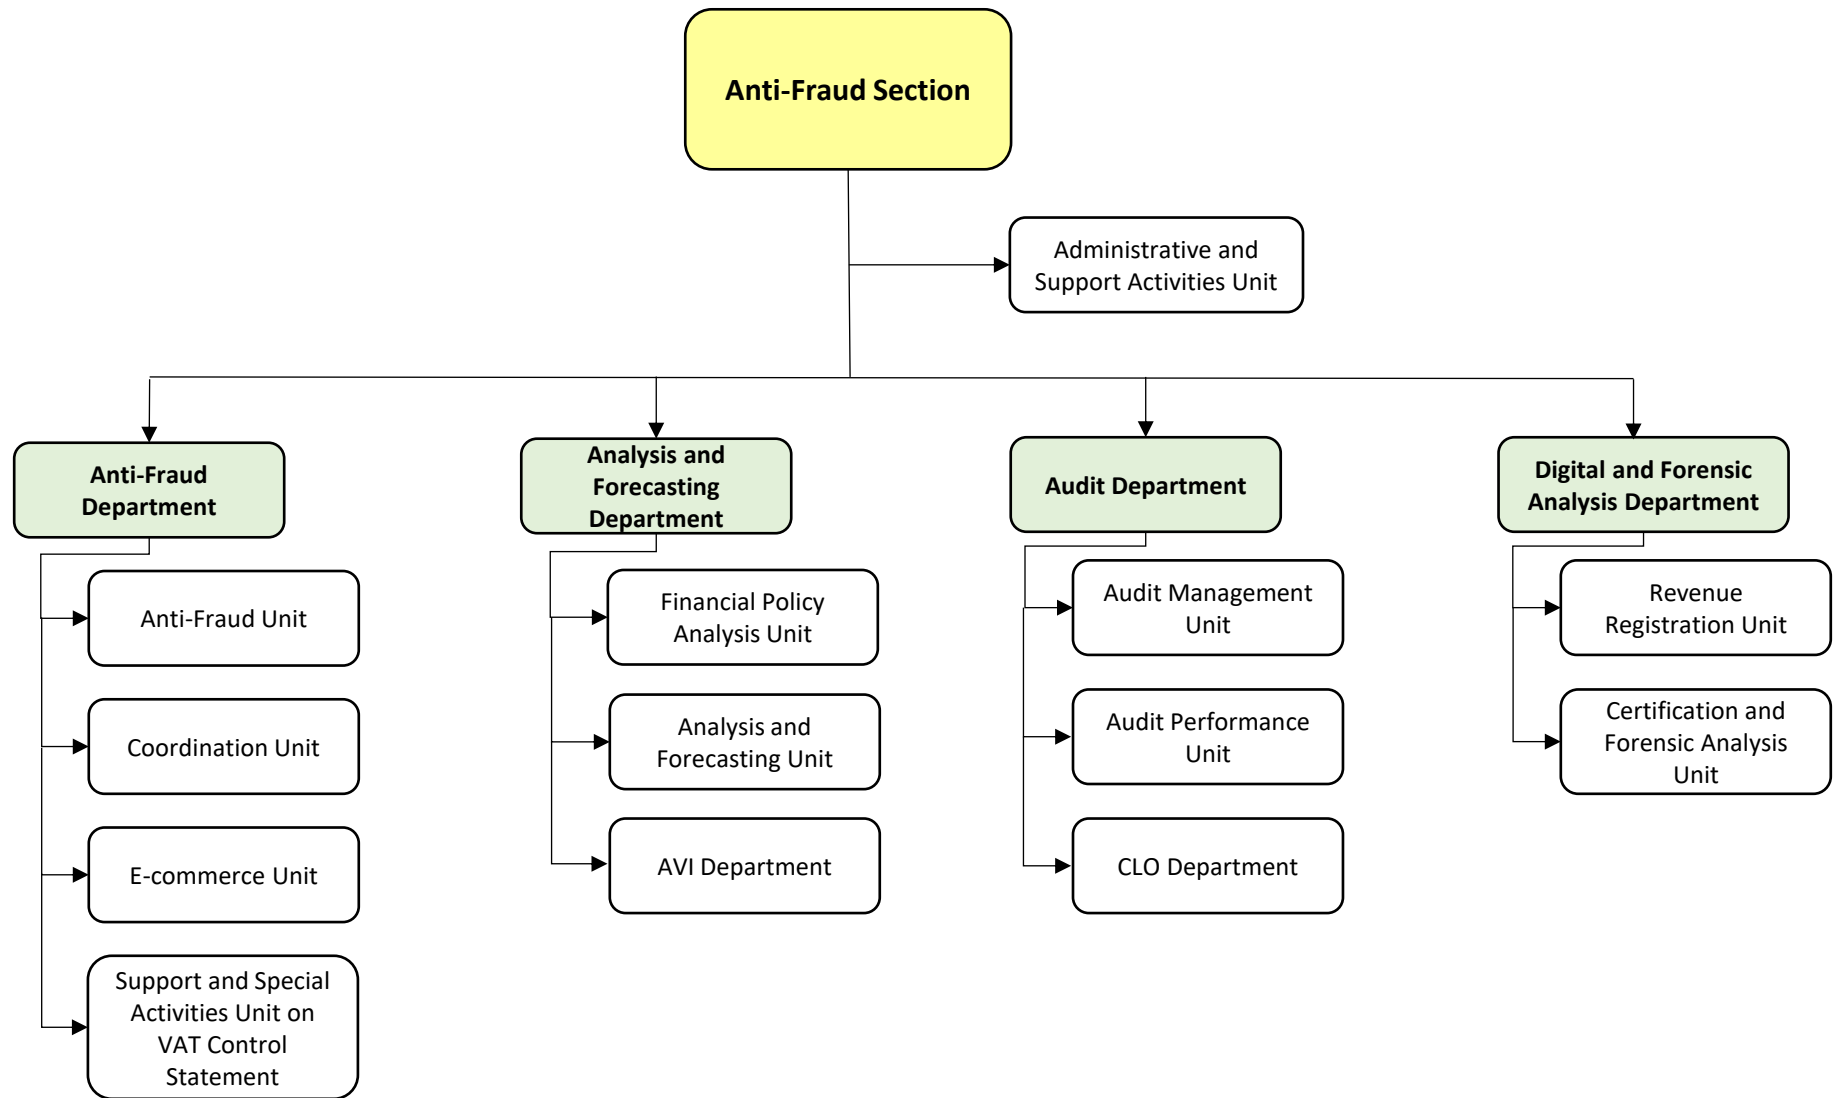 Anti-Fraud Section
Administrative and
Support Activities Unit
Anti-Fraud
Department
Analysis and
Forecasting
Department
Audit Department
Digital and Forensic
Analysis Department
Anti-Fraud Unit
Coordination Unit
E-commerce Unit
Support and Special
Activities Unit on
VAT Control
Statement
Financial Policy
Analysis Unit
Analysis and
Forecasting Unit
AVI Department
Audit Management
Unit
Audit Performance
Unit
CLO Department
Revenue
Registration Unit
Certification and
Forensic Analysis
Unit